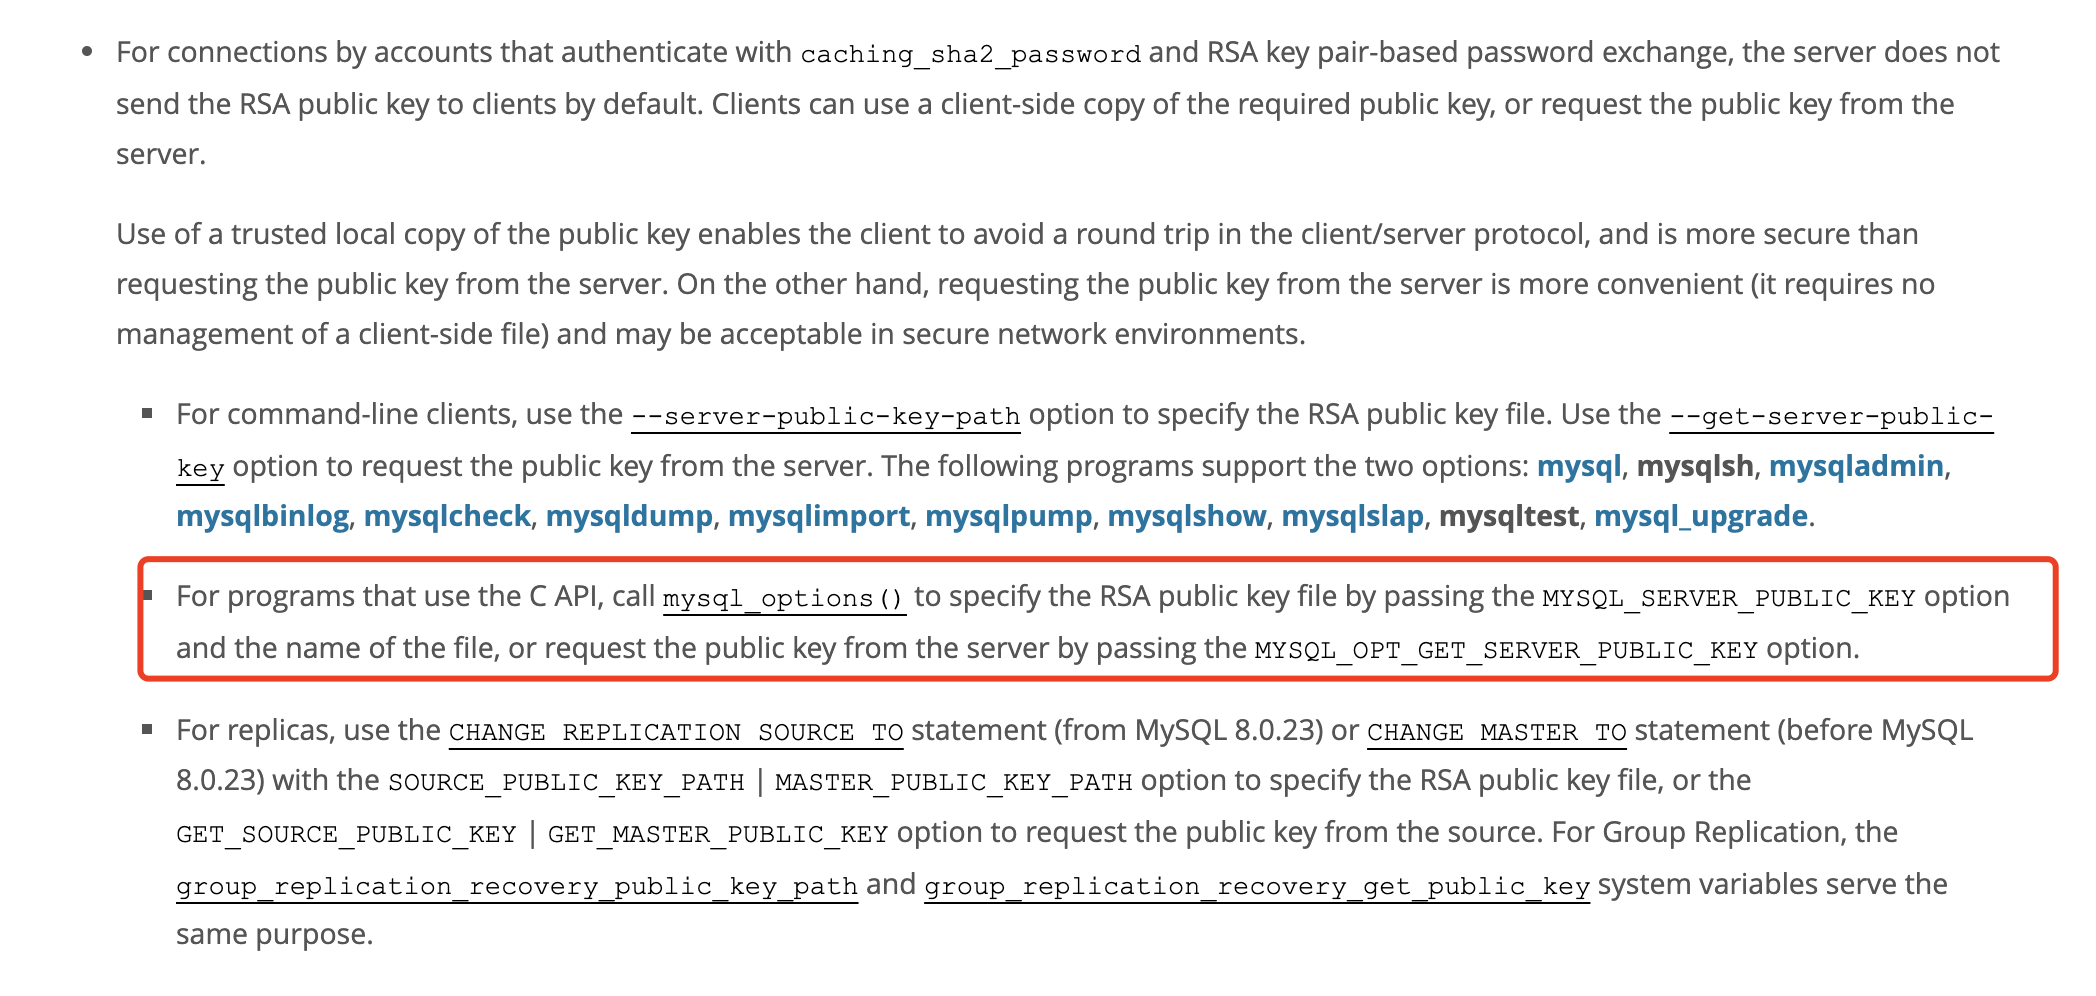 • For connections by accounts that authenticate with caching_sha2_password and RSA key pair-based password exchange, the server does not
send the RSA public key to clients by default. Clients can use a client-side copy of the required public key, or request the public key from the
server.
Use of a trusted local copy of the public key enables the client to avoid a round trip in the client/server protocol, and is more secure than
requesting the public key from the server. On the other hand, requesting the public key from the server is more convenient (it requires no
management of a client-side file) and may be acceptable in secure network environments.
▪ For command-line clients, use the --server-public-key-path option to specify the RSA public key file. Use the --get-server-public-
key option to request the public key from the server. The following programs support the two options: mysql, mysqlsh, mysqladmin,
mysqlbinlog, mysqlcheck, mysqldump, mysqlimport, mysqlpump, mysqlshow, mysqlslap, mysqltest, mysql_upgrade.
▪ For programs that use the C API, call mysql_options() to specify the RSA public key file by passing the MYSQL_SERVER_PUBLIC_KEY option
and the name of the file, or request the public key from the server by passing the MYSQL_OPT_GET_SERVER_PUBLIC_KEY option.
▪ For replicas, use the CHANGE REPLICATION SOURCE TO statement (from MySQL 8.0.23) or CHANGE MASTER TO statement (before MySQL
8.0.23) with the SOURCE_PUBLIC_KEY_PATH | MASTER_PUBLIC_KEY_PATH option to specify the RSA public key file, or the
GET_SOURCE_PUBLIC_KEY | GET_MASTER_PUBLIC_KEY option to request the public key from the source. For Group Replication, the
group_replication_recovery_public_key_path and group_replication_recovery_get_public_key system variables serve the
same purpose.